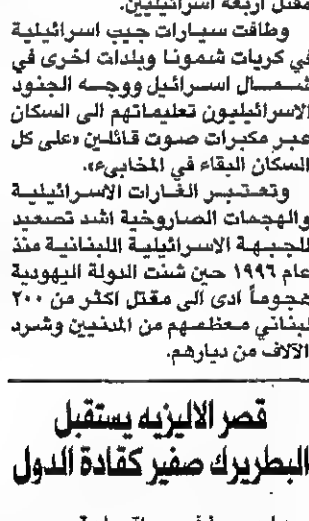 مقتل أربعة اسرائيليين.
وطافت سيارات جيب اسرائيلية
في كريات شمونا وبلدات اخرى في
شمال اسرائيل ووجه الجنود
الاسرائيليون تعليماتهم الى السكان
عبر مكبرات صوت قائلين «على كل
السكان البقاء في المخابىء».
وتعتبر الغارات الاسرائيلية
والهجمات الصاروخية اشد تصعيد
للجبهة الاسرائيلية اللبنانية منذ
عام ١٩٩٦ حين شنت الدولة اليهودية
هجوماً ادى الى مقتل اكثر من ٢٠٠
لبناني معظمهم من المدنيين وشرد
الآلاف من ديارهم.
قصر الاليزيه يستقبل
البطريرك صفير كقادة الدول